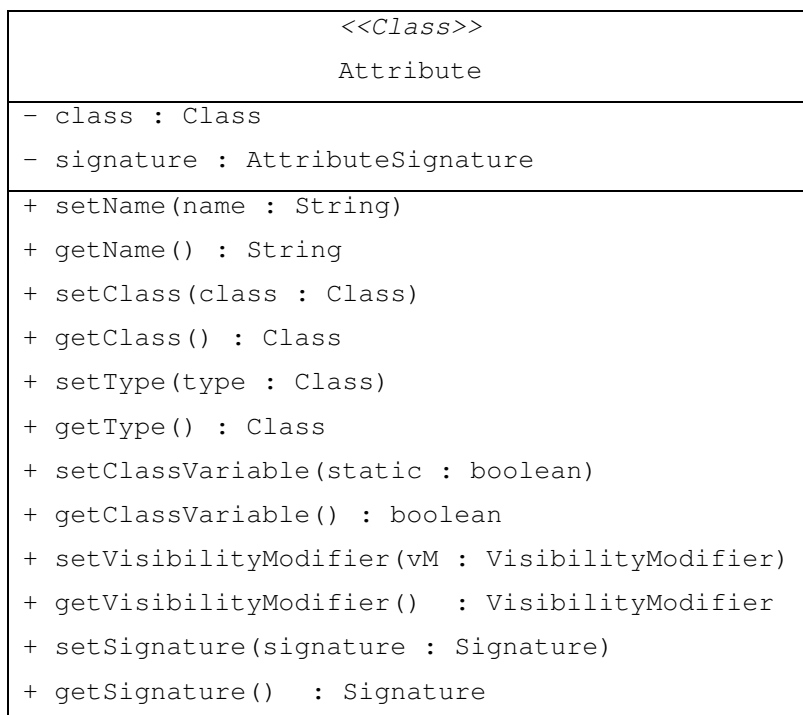 <<Class>>
Attribute
- class : Class
- signature : AttributeSignature
+ setName(name : String)
+ getName() : String
+ setClass(class : Class)
+ getClass() : Class
+ setType(type : Class)
+ getType() : Class
+ setClassVariable(static : boolean)
+ getClassVariable() : boolean
+ setVisibilityModifier(vM : VisibilityModifier)
+ getVisibilityModifier()  : VisibilityModifier
+ setSignature(signature : Signature)
+ getSignature()  : Signature